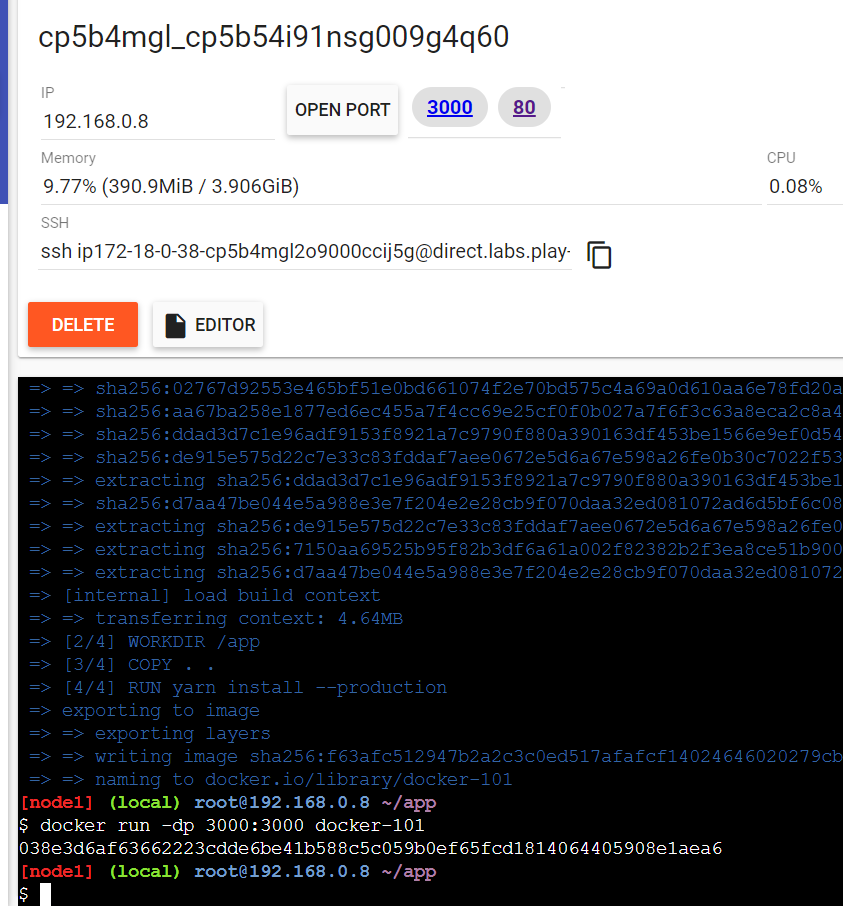 cp5b4mgl_cp5b54i91nsg009g4q60
IP
192.168.0.8
OPEN PORT
3000
80
Memory
9.77% (390.9MiB / 3.906GiB)
CPU
0.08%
SSH
ssh ip172-18-0-38-cp5b4mgl2o9000ccij5g@direct.labs.play-
DELETE
EDITOR
=> => sha256:02767d92553e465bf51e0bd661074f2e70bd575c4a69a0d610aa6e78fd20a
=> => sha256:aa67ba258e1877ed6ec455a7f4cc69e25cf0f0b027a7f6f3c63a8eca2c8a4
=> => sha256:ddad3d7c1e96adf9153f8921a7c9790f880a390163df453be1566e9ef0d54
=> => sha256:de915e575d22c7e33c83fddaf7aee0672e5d6a67e598a26fe0b30c7022f53
=> => extracting sha256:ddad3d7c1e96adf9153f8921a7c9790f880a390163df453be1
=> => sha256:d7aa47be044e5a988e3e7f204e2e28cb9f070daa32ed081072ad6d5bf6c08
=> => extracting sha256:de915e575d22c7e33c83fddaf7aee0672e5d6a67e598a26fe0
=> => extracting sha256:7150aa69525b95f82b3df6a61a002f82382b2f3ea8ce51b900
=> => extracting sha256:d7aa47be044e5a988e3e7f204e2e28cb9f070daa32ed081072
=> [internal] load build context
=> => transferring context: 4.64MB
=> [2/4] WORKDIR /app
=> [3/4] COPY . .
=> [4/4] RUN yarn install --production
=> exporting to image
=> => exporting layers
=> => writing image sha256:f63afc512947b2a2c3c0ed517afafcf14024646020279cb
=> => naming to docker.io/library/docker-101
[node1] (local) root@192.168.0.8 ~/app
$ docker run -dp 3000:3000 docker-101
038e3d6af63662223cdde6be41b588c5c059b0ef65fcd1814064405908e1aea6
[node1] (local) root@192.168.0.8 ~/app
$